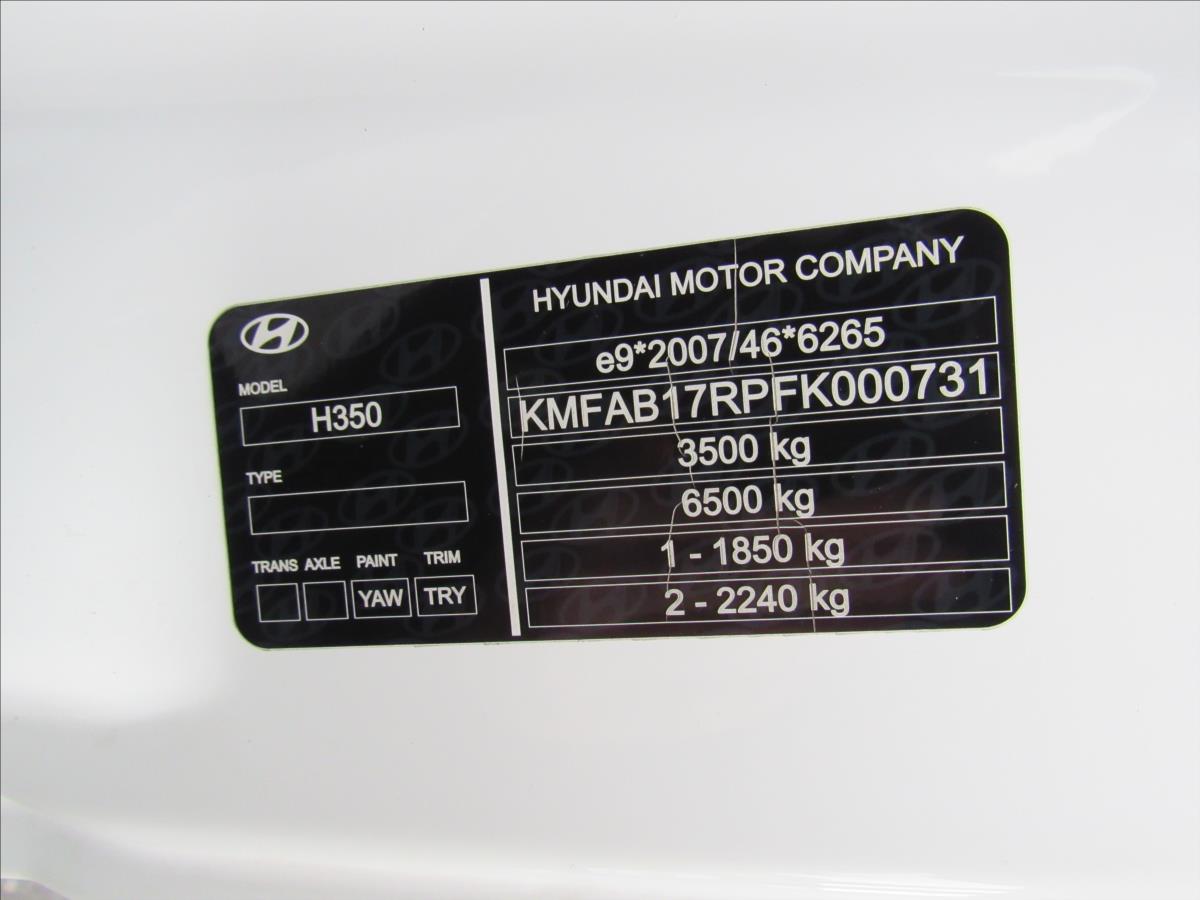 HYUNDAI MOTOR COMPANY
e9*2007/46*6265
KMFAB17RPFK000731
3500 kg
6500 kg
1 - 1850 kg
2 - 2240 kg
MODEL
H350
TYPE
TRANS AXLE PAINT TRIM
YAW TRY